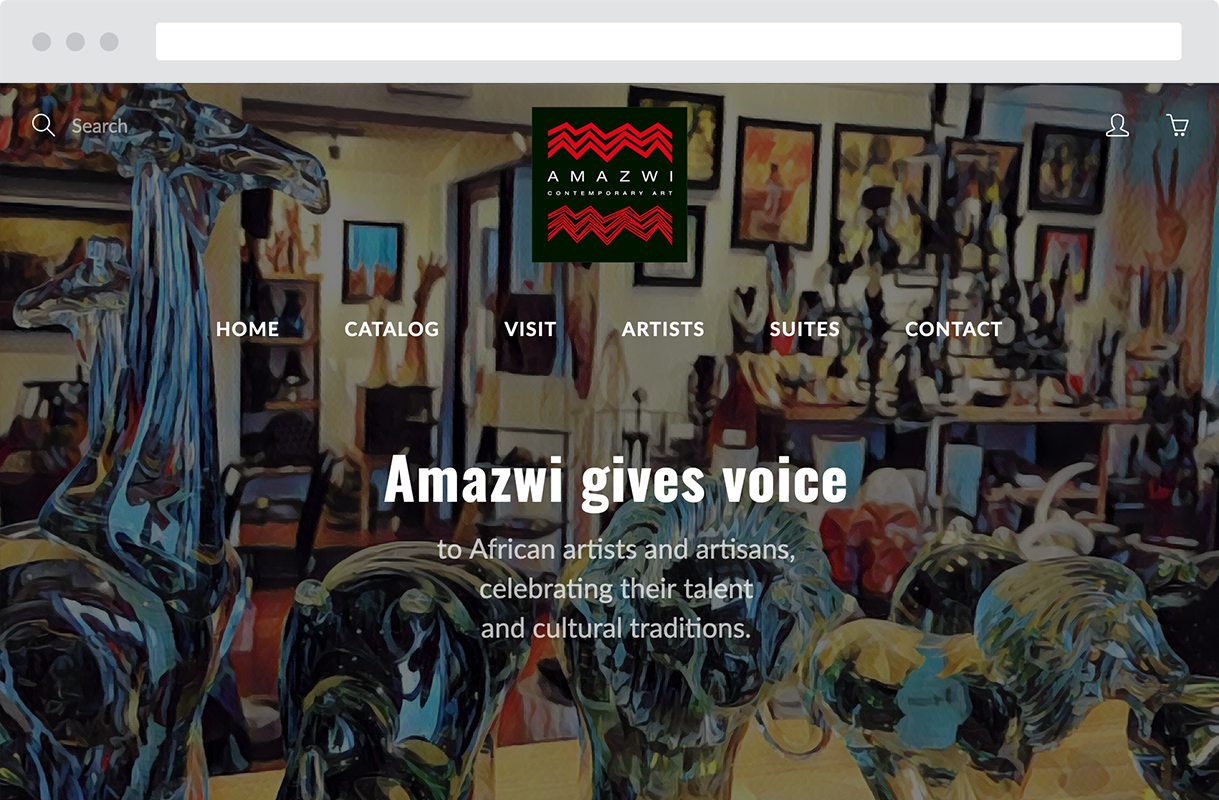 Search
AMAZWI
CONTEMPORARY ART
HOME CATALOG VISIT ARTISTS SUITES CONTACT
Amazwi gives voice
to African artists and artisans,
celebrating their talent
and cultural traditions.